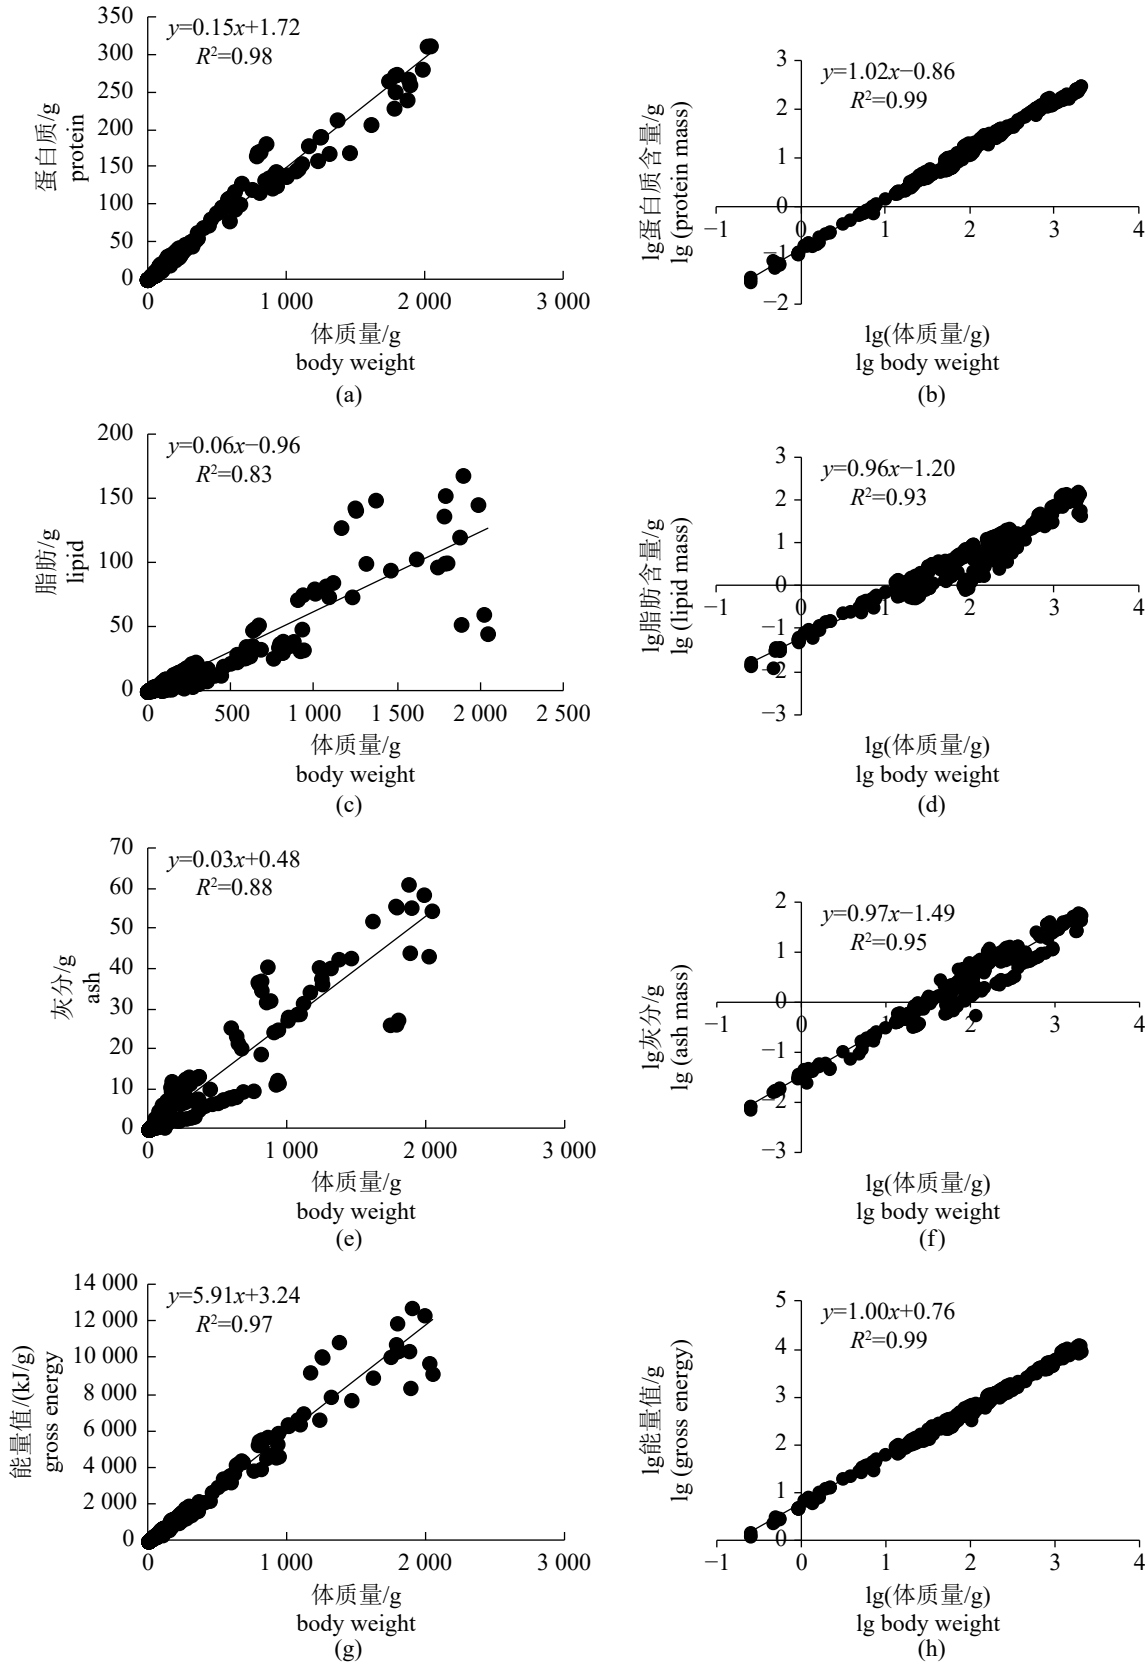 350
300
250
200
150
100
50
0
y=0.15x+1.72
R²=0.98
蛋白质/g
protein
0 1 000 2 000 3 000
体质量/g
body weight
(a)
3
2
1
0
−1
−2
y=1.02x−0.86
R²=0.99
lg蛋白质含量/g
lg (protein mass)
−1 0 1 2 3 4
lg(体质量/g)
lg body weight
(b)
200
150
100
50
0
y=0.06x−0.96
R²=0.83
脂肪/g
lipid
0 500 1 000 1 500 2 000 2 500
体质量/g
body weight
(c)
3
2
1
0
−1
−2
−3
y=0.96x−1.20
R²=0.93
lg脂肪含量/g
lg (lipid mass)
−1 0 1 2 3 4
lg(体质量/g)
lg body weight
(d)
70
60
50
40
30
20
10
0
y=0.03x+0.48
R²=0.88
灰分/g
ash
0 1 000 2 000 3 000
体质量/g
body weight
(e)
2
1
0
−1
−2
−3
y=0.97x−1.49
R²=0.95
lg灰分/g
lg (ash mass)
−1 0 1 2 3 4
lg(体质量/g)
lg body weight
(f)
14 000
12 000
10 000
8 000
6 000
4 000
2 000
0
y=5.91x+3.24
R²=0.97
能量值/(kJ/g)
gross energy
0 1 000 2 000 3 000
体质量/g
body weight
(g)
5
4
3
2
1
0
y=1.00x+0.76
R²=0.99
lg能量值/g
lg (gross energy)
−1 0 1 2 3 4
lg(体质量/g)
lg body weight
(h)